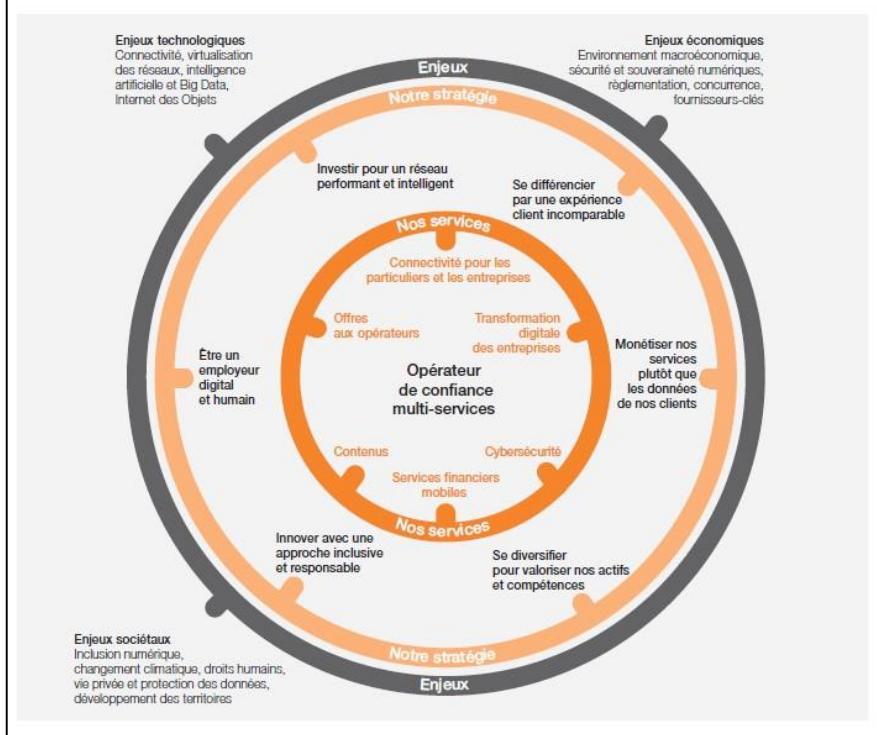 Enjeux technologiques
Connectivité, virtualisation
des réseaux, intelligence
artificielle et Big Data,
Internet des Objets
Enjeux économiques
Environnement macroéconomique,
sécurité et souveraineté numériques,
règlementation, concurrence,
fournisseurs-clés
Enjeux
Notre stratégie
Investir pour un réseau
performant et intelligent
Se différencier
par une expérience
client incomparable
Nos services
Connectivité pour les
particuliers et les entreprises
Offres
aux opérateurs
Transformation
digitale
des entreprises
Être un
employeur
digital
et humain
Opérateur
de confiance
multi-services
Monétiser nos
services
plutôt que
les données
de nos clients
Contenus
Cybersécurité
Services financiers
mobiles
Nos services
Innover avec une
approche inclusive
et responsable
Se diversifier
pour valoriser nos actifs
et compétences
Notre stratégie
Enjeux
Enjeux sociétaux
Inclusion numérique,
changement climatique, droits humains,
vie privée et protection des données,
développement des territoires